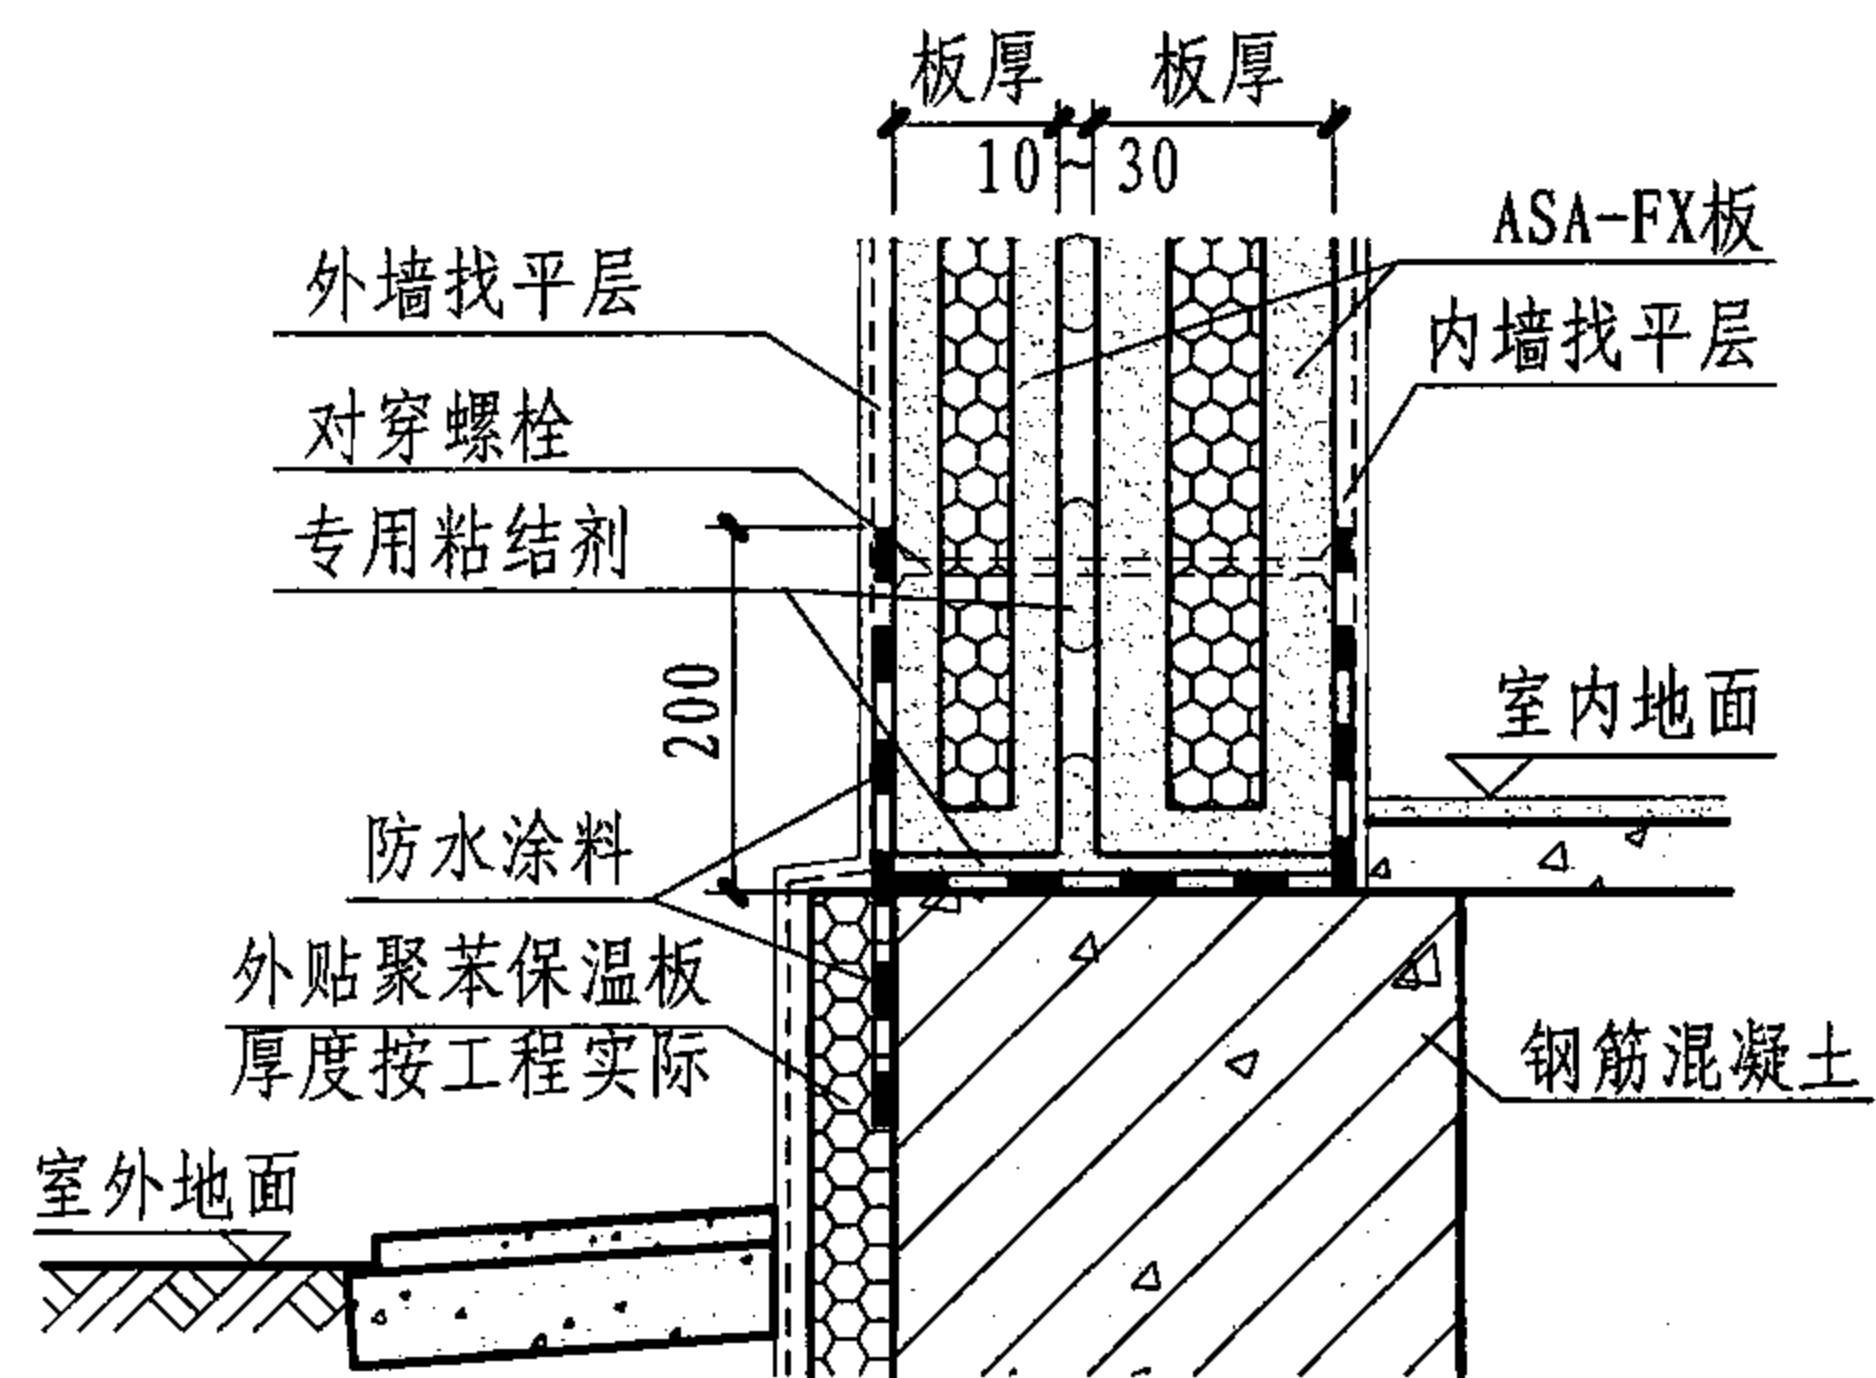 板厚 板厚
10~30
ASA-FX板
外墙找平层
内墙找平层
对穿螺栓
专用粘结剂
200
室内地面
防水涂料
外贴聚苯保温板
厚度按工程实际
钢筋混凝土
室外地面